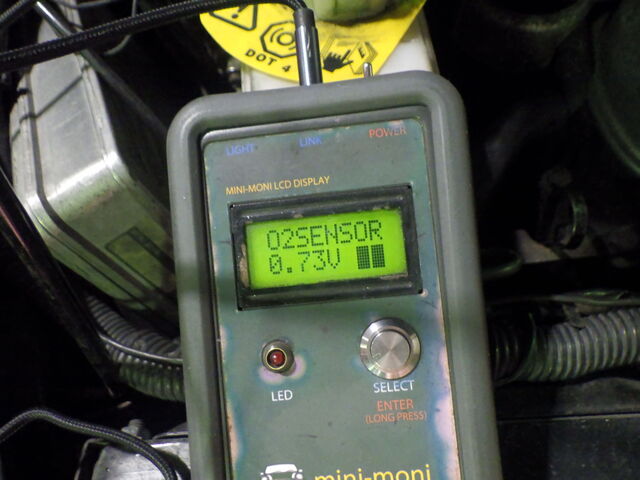 DOT 4
LIGHT
LINK
POWER
MINI-MONI LCD DISPLAY
O2SENSOR
0.73V
LED
SELECT
ENTER
(LONG PRESS)
mini-moni